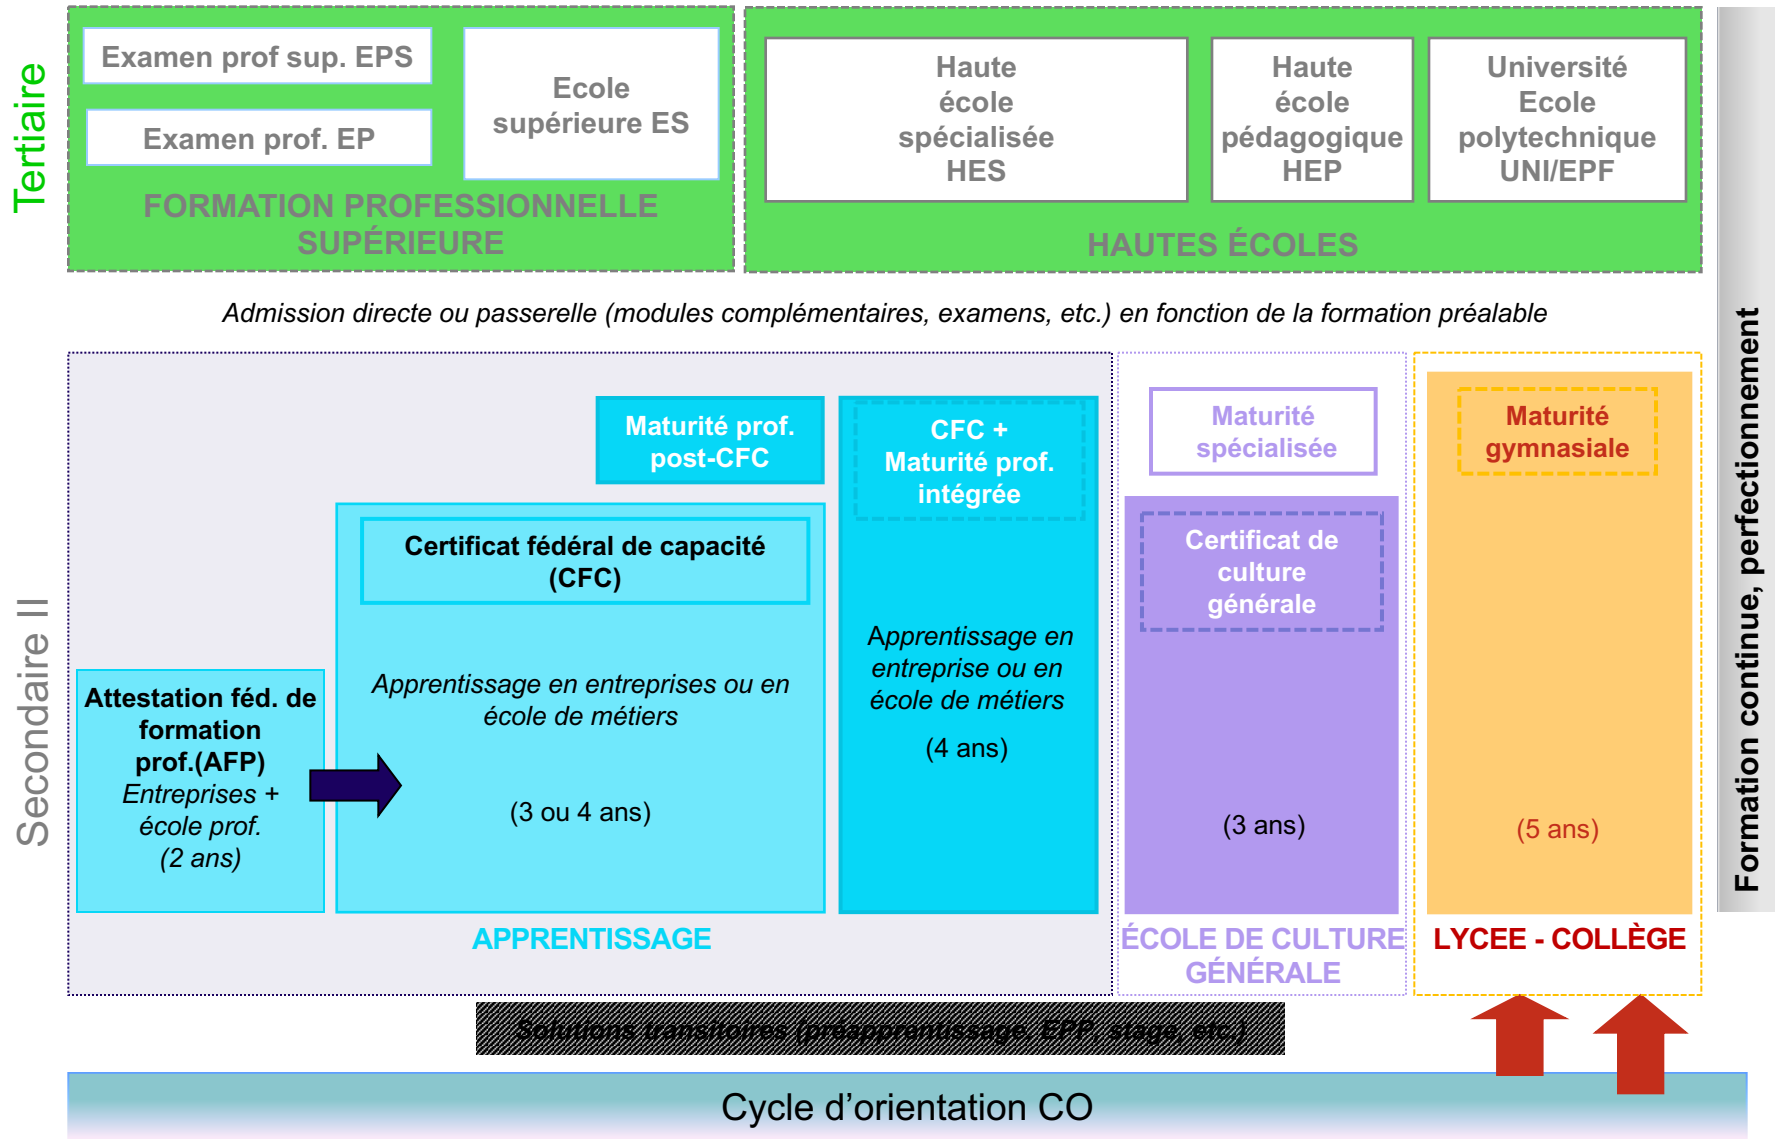 Tertiaire
Examen prof sup. EPS
Examen prof. EP
Ecole
supérieure ES
FORMATION PROFESSIONNELLE
SUPÉRIEURE
Haute
école
spécialisée
HES
Haute
école
pédagogique
HEP
Université
Ecole
polytechnique
UNI/EPF
HAUTES ÉCOLES
Admission directe ou passerelle (modules complémentaires, examens, etc.) en fonction de la formation préalable
Formation continue, perfectionnement
Secondaire II
Attestation féd. de
formation
prof.(AFP)
Entreprises +
école prof.
(2 ans)
Certificat fédéral de capacité
(CFC)
Apprentissage en entreprises ou en
école de métiers
(3 ou 4 ans)
Maturité prof.
post-CFC
CFC +
Maturité prof.
intégrée
Apprentissage en
entreprise ou en
école de métiers
(4 ans)
APPRENTISSAGE
Maturité
spécialisée
Certificat de
culture
générale
(3 ans)
ÉCOLE DE CULTURE
GÉNÉRALE
Maturité
gymnasiale
(5 ans)
LYCEE - COLLÈGE
Solutions transitoires (préapprentissage. EPP, stage, etc.)
Cycle d’orientation CO